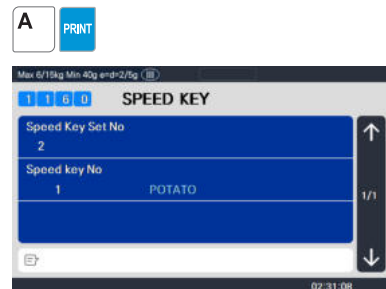 A PRINT
Max 6/15kg Min 40g e=d=2/5g
1 1 6 0 SPEED KEY
Speed Key Set No
2
Speed key No
1 POTATO
1/1
02:31:08